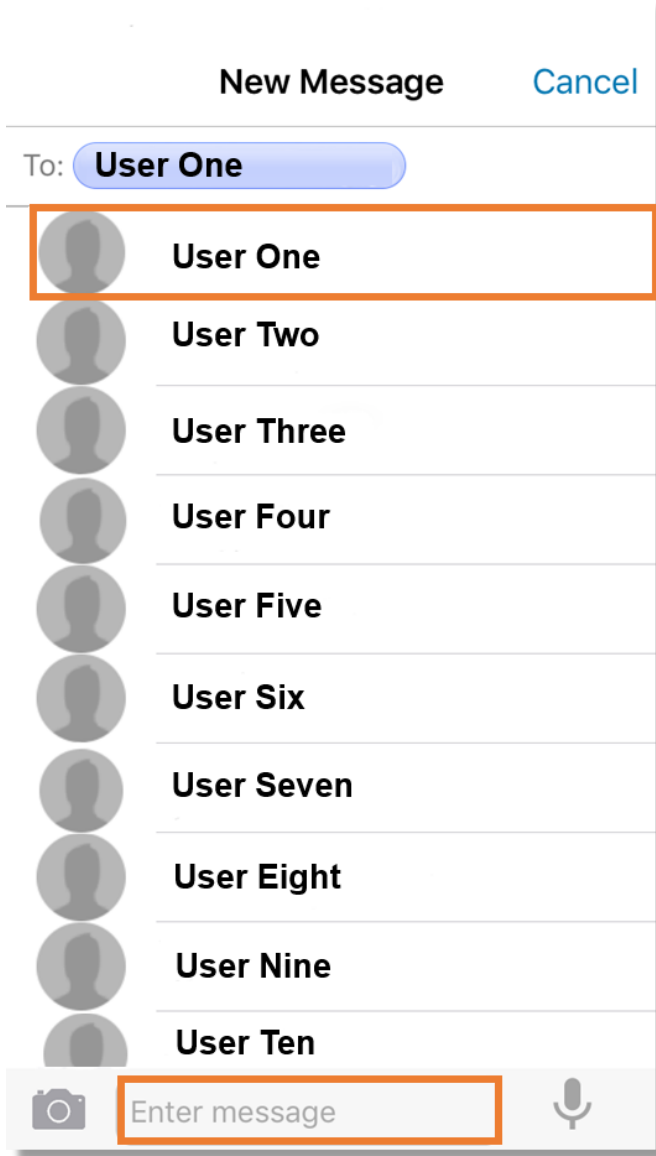 New Message Cancel
To: User One
User One
User Two
User Three
User Four
User Five
User Six
User Seven
User Eight
User Nine
User Ten
Enter message